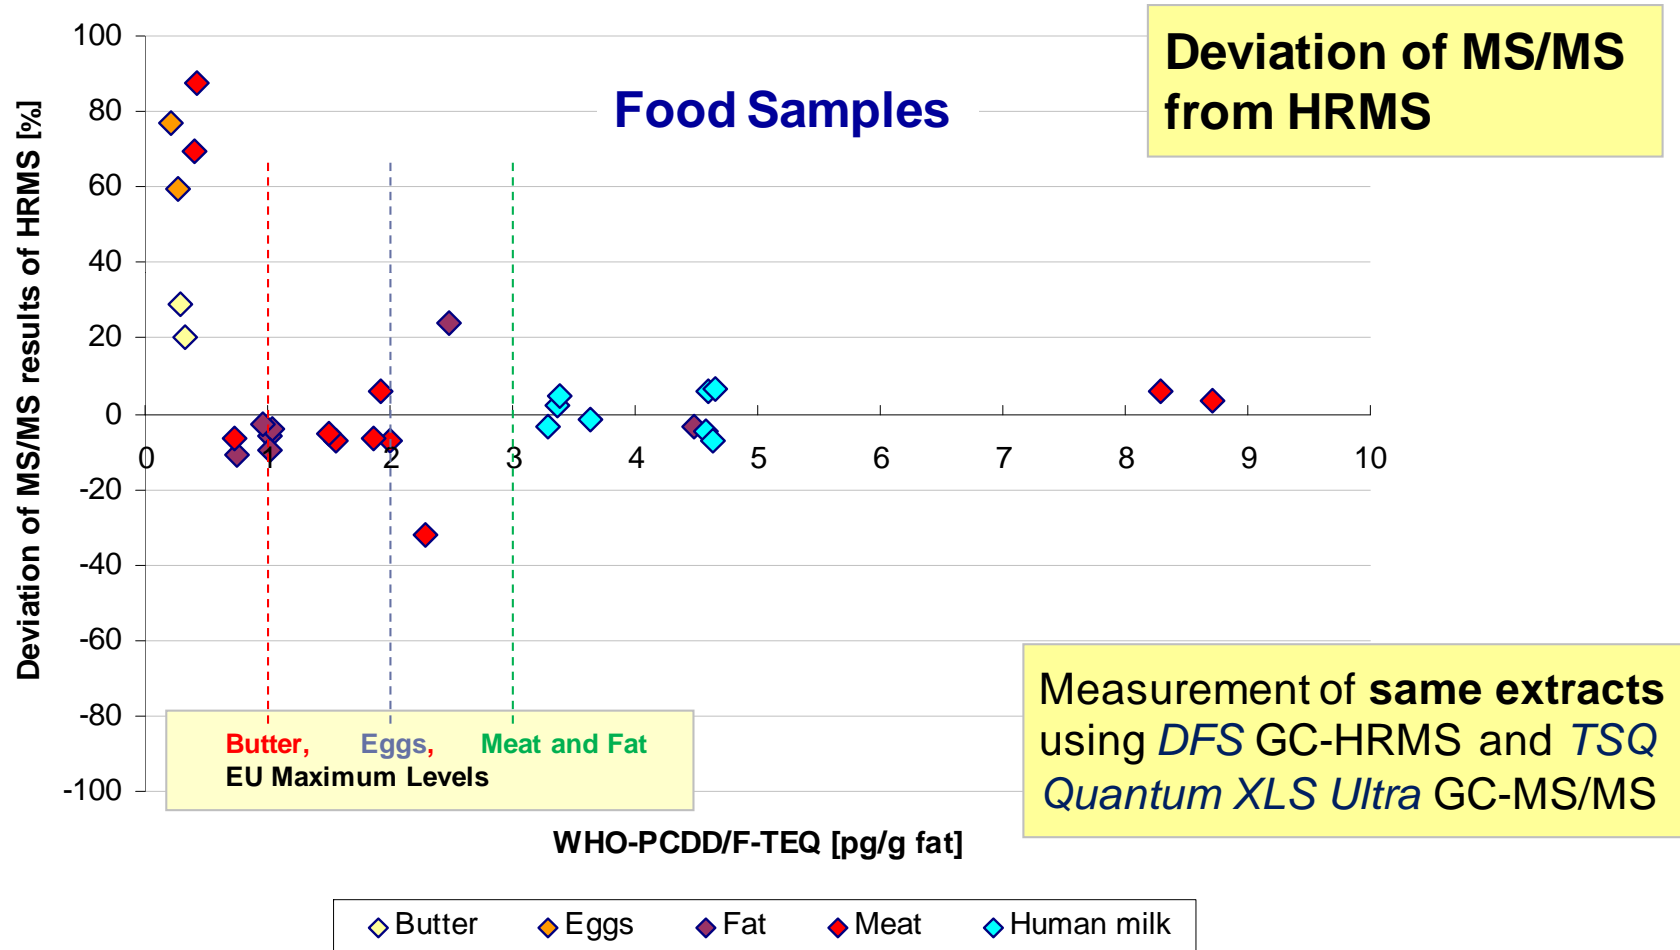 Deviation of MS/MS
from HRMS
Food Samples
Deviation of MS/MS results of HRMS [%]
100
80
60
40
20
0
-20
-40
-60
-80
-100
0 1 2 3 4 5 6 7 8 9 10
Butter, Eggs, Meat and Fat
EU Maximum Levels
Measurement of same extracts
using DFS GC-HRMS and TSQ
Quantum XLS Ultra GC-MS/MS
WHO-PCDD/F-TEQ [pg/g fat]
Butter Eggs Fat Meat Human milk